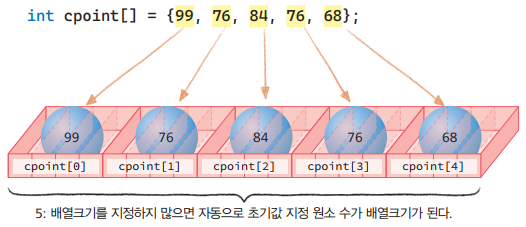 int cpoint[] = {99, 76, 84, 76, 68};
99 76 84 76 68
cpoint[0] cpoint[1] cpoint[2] cpoint[3] cpoint[4]
5: 배열크기를 지정하지 많으면 자동으로 초기값 지정 원소 수가 배열크기가 된다.